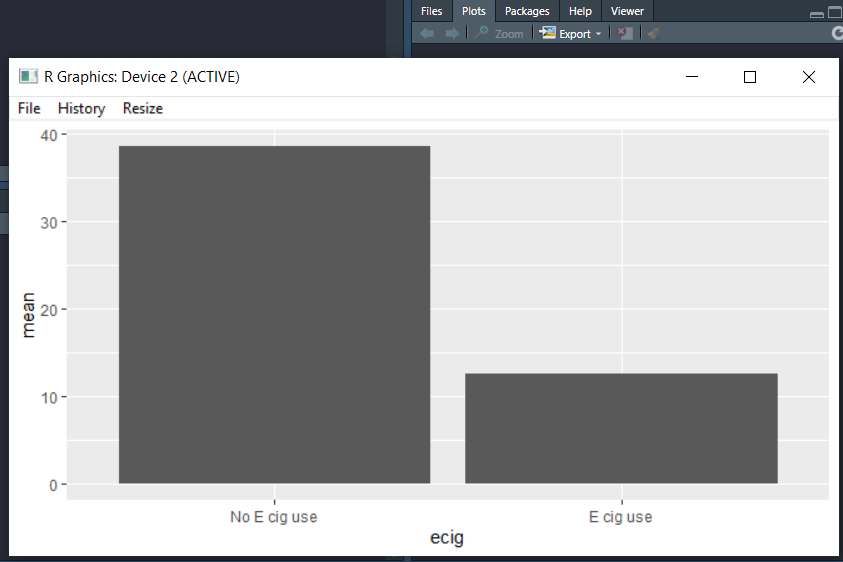 Files Plots Packages Help Viewer
Zoom Export
R Graphics: Device 2 (ACTIVE)
File History Resize
40
30
20
10
0
mean
No E cig use E cig use
ecig